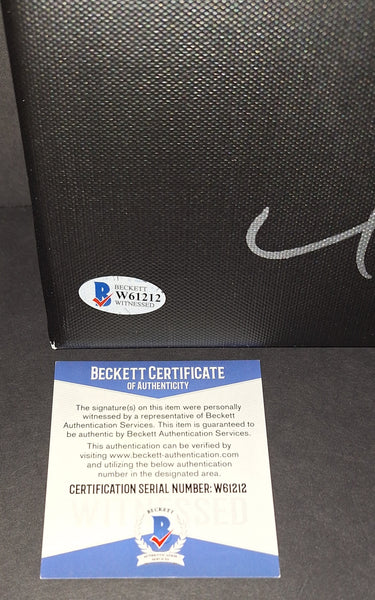 BECKETT
W61212
WITNESSED
BECKETT CERTIFICATE
OF AUTHENTICITY
The signature(s) on this item were personally
witnessed by a representative of Beckett
Authentication Services. This item is guaranteed to
be authentic by Beckett Authentication Services.
This authentication can be verified by
visiting www.beckett-authentication.com
and utilizing the below authentication
number in the designated area.
CERTIFICATION SERIAL NUMBER: W61212
WITNESSED
BECKETT
AUTHENTICATION